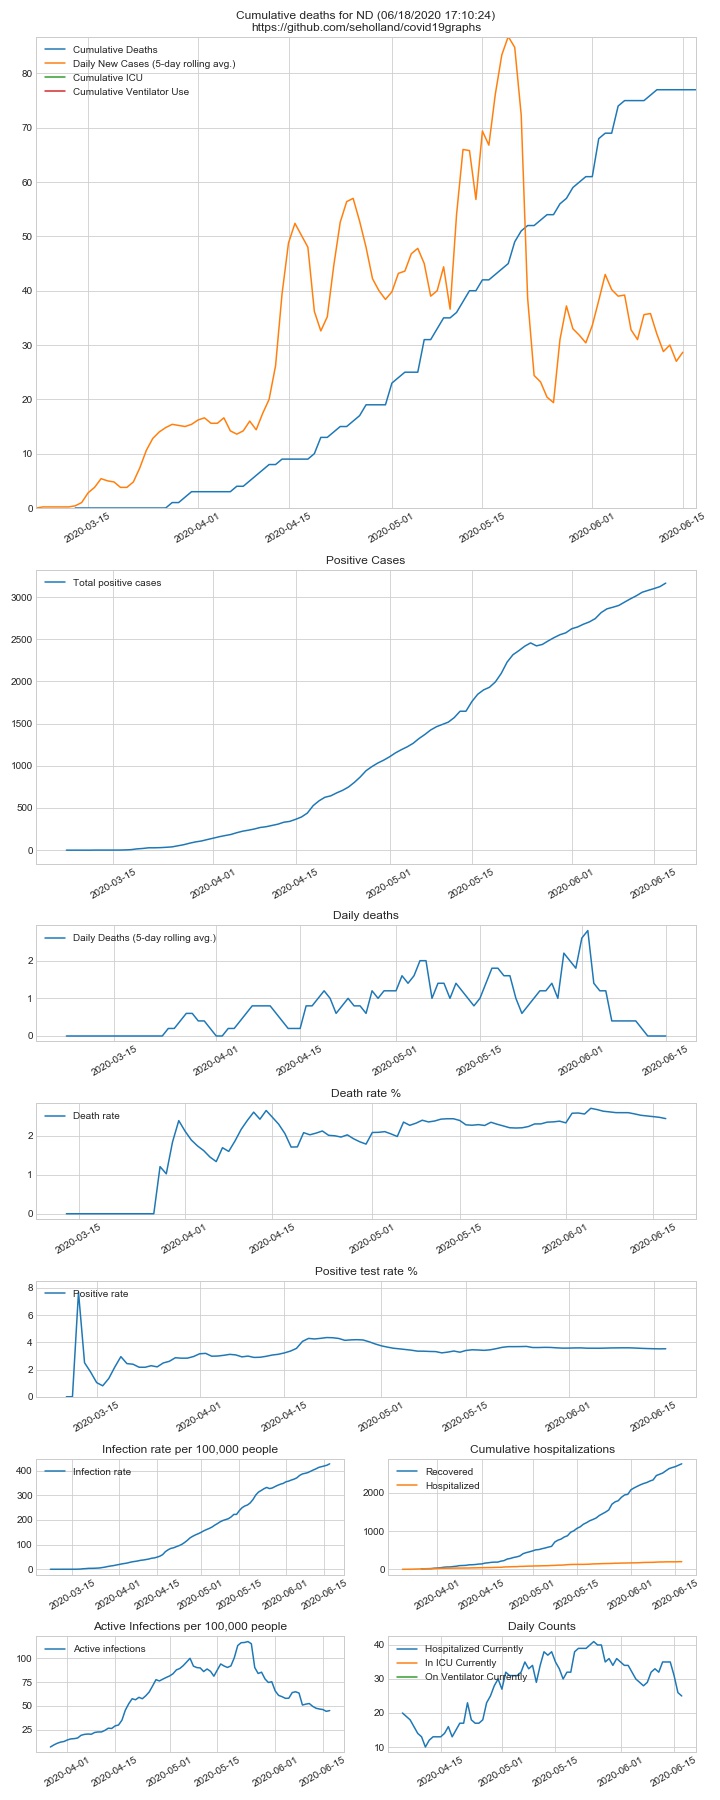 Cumulative deaths for ND (06/18/2020 17:10:24)
https://github.com/seholland/covid19graphs
Cumulative Deaths
Daily New Cases (5-day rolling avg.)
Cumulative ICU
Cumulative Ventilator Use
80
70
60
50
40
30
20
10
0
2020-03-15 2020-04-01 2020-04-15 2020-05-01 2020-05-15 2020-06-01 2020-06-15
Positive Cases
Total positive cases
3000
2500
2000
1500
1000
500
0
2020-03-15 2020-04-01 2020-04-15 2020-05-01 2020-05-15 2020-06-01 2020-06-15
Daily deaths
Daily Deaths (5-day rolling avg.)
2
1
0
2020-03-15 2020-04-01 2020-04-15 2020-05-01 2020-05-15 2020-06-01 2020-06-15
Death rate %
Death rate
2
1
0
2020-03-15 2020-04-01 2020-04-15 2020-05-01 2020-05-15 2020-06-01 2020-06-15
Positive test rate %
Positive rate
8
6
4
2
0
2020-03-15 2020-04-01 2020-04-15 2020-05-01 2020-05-15 2020-06-01 2020-06-15
Infection rate per 100,000 people
Infection rate
400
300
200
100
0
2020-03-15 2020-04-01 2020-04-15 2020-05-01 2020-05-15 2020-06-01 2020-06-15
Cumulative hospitalizations
Recovered
Hospitalized
2000
1000
0
2020-04-01 2020-04-15 2020-05-01 2020-05-15 2020-06-01 2020-06-15
Active Infections per 100,000 people
Active infections
100
75
50
25
2020-04-01 2020-04-15 2020-05-01 2020-05-15 2020-06-01 2020-06-15
Daily Counts
Hospitalized Currently
In ICU Currently
On Ventilator Currently
40
30
20
10
2020-04-15 2020-05-01 2020-05-15 2020-06-01 2020-06-15